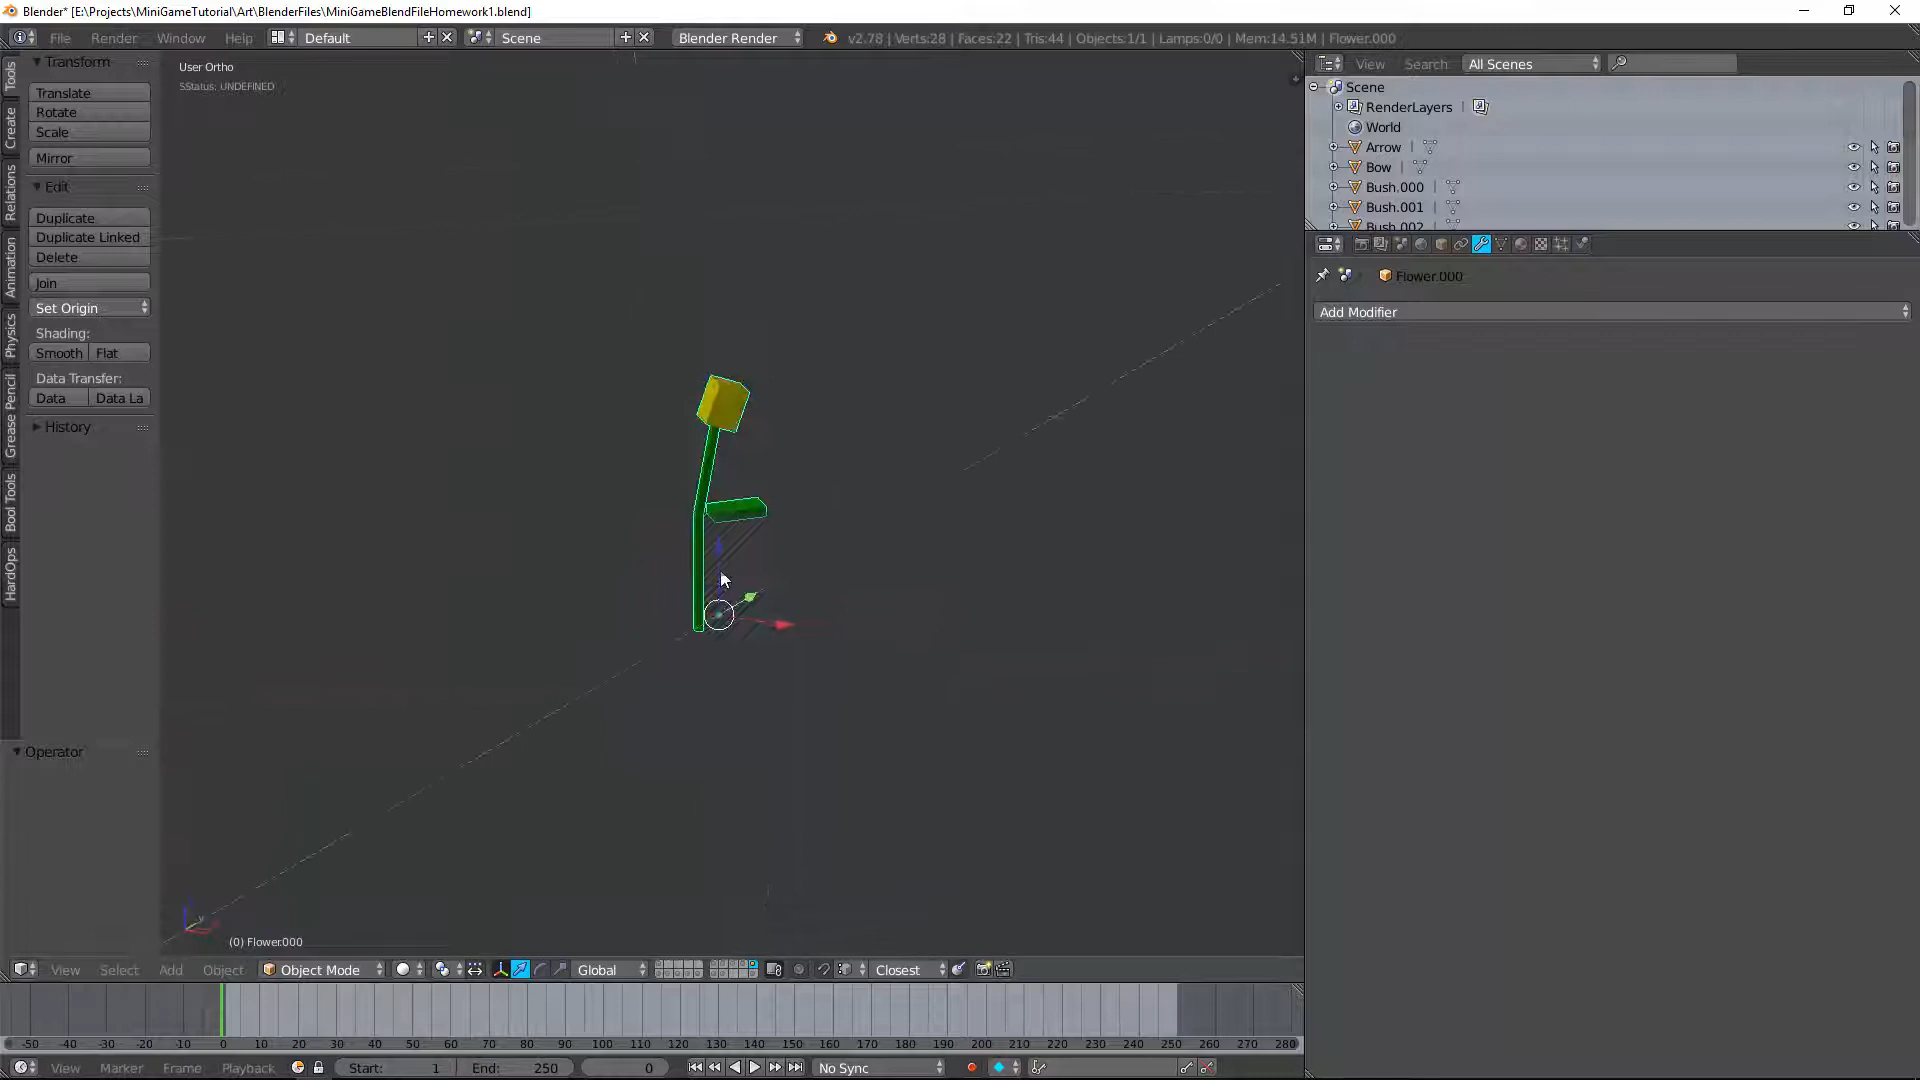 Blender* [E:\Projects\MiniGameTutorial\Art\BlenderFiles\MiniGameBlendFileHomework1.blend]
File Render Window Help Default Scene Blender Render v2.78 | Verts:28 | Faces:22 | Tris:44 | Objects:1/1 | Lamps:0/0 | Mem:14.51M | Flower.000
Tools
Create
Relations
Animation
Physics
Grease Pencil
Bool Tools
HardOps
Transform
Translate
Rotate
Scale
Mirror
Edit
Duplicate
Duplicate Linked
Delete
Join
Set Origin
Shading:
Smooth Flat
Data Transfer:
Data Data La
History
Operator
User Ortho
SStatus: UNDEFINED
(0) Flower.000
View Select Add Object Object Mode Global Closest
-50 -40 -30 -20 -10 0 10 20 30 40 50 60 70 80 90 100 110 120 130 140 150 160 170 180 190 200 210 220 230 240 250 260 270 280
View Marker Frame Playback Start: 1 End: 250 0 No Sync
View Search All Scenes
Scene
RenderLayers |
World
Arrow |
Bow |
Bush.000 |
Bush.001 |
Bush.002
Flower.000
Add Modifier